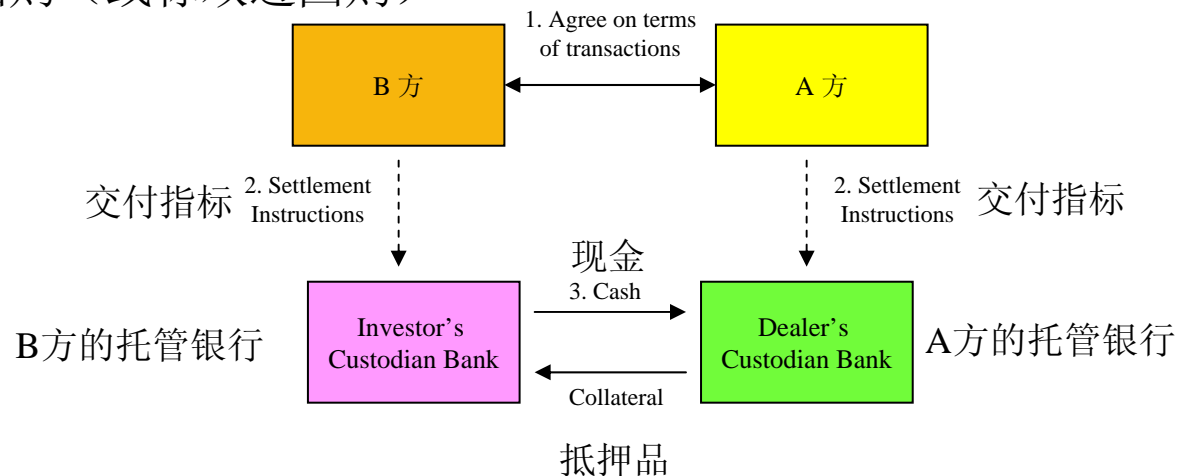 1. Agree on terms
of transactions
B 方
A 方
交付指标
2. Settlement
Instructions
2. Settlement
Instructions
交付指标
现金
3. Cash
B方的托管银行
Investor's
Custodian Bank
Dealer's
Custodian Bank
A方的托管银行
Collateral
抵押品